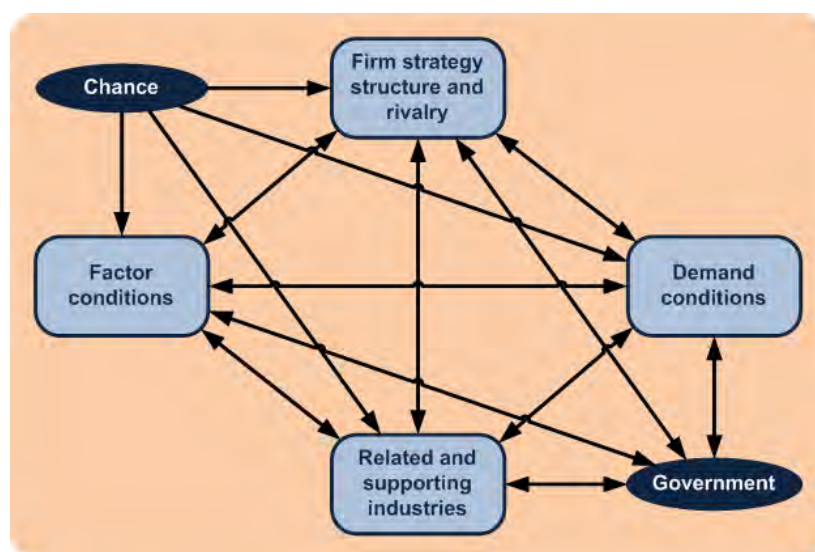 Firm strategy
structure and
rivalry
Chance
Factor
conditions
Demand
conditions
Related and
supporting
industries
Government